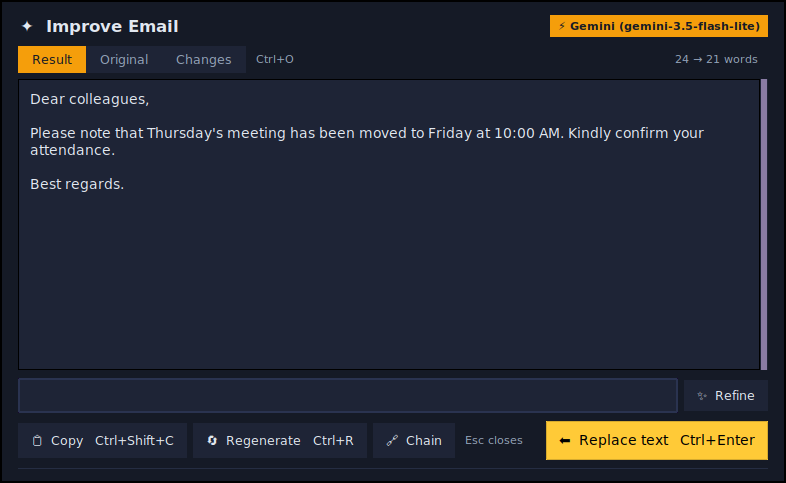 Improve Email
⚡ Gemini (gemini-3.5-flash-lite)
Result Original Changes Ctrl+O
24 → 21 words
Dear colleagues,
Please note that Thursday's meeting has been moved to Friday at 10:00 AM. Kindly confirm your
attendance.
Best regards.
Refine
Copy Ctrl+Shift+C Regenerate Ctrl+R Chain Esc closes Replace text Ctrl+Enter